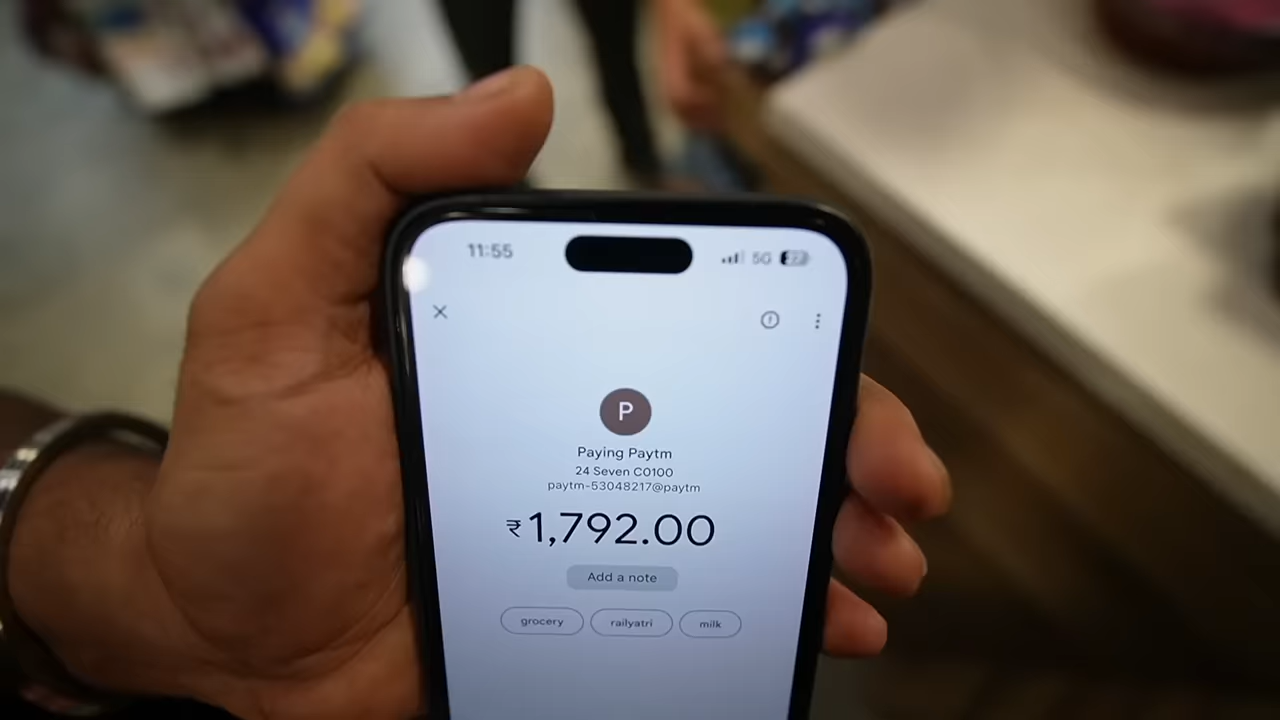 11:55 5G 22
P
Paying Paytm
24 Seven C0100
paytm-53048217@paytm
₹1,792.00
Add a note
grocery railyatri milk